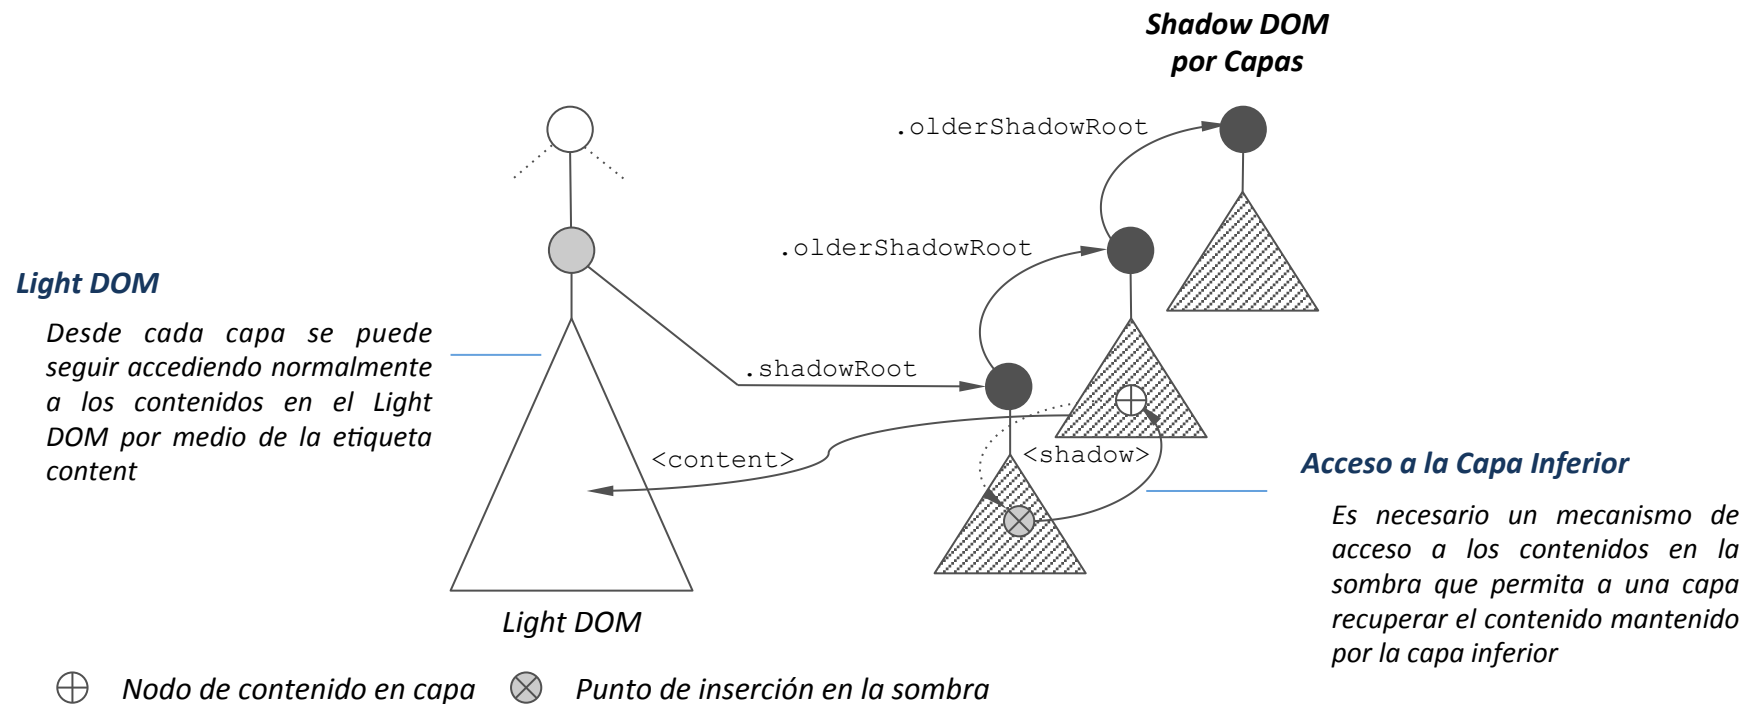 Shadow DOM
por Capas
.olderShadowRoot
.olderShadowRoot
Light DOM
Desde cada capa se puede
seguir accediendo normalmente
a los contenidos en el Light
DOM por medio de la etiqueta
content
.shadowRoot
<content>
<shadow>
Acceso a la Capa Inferior
Es necesario un mecanismo de
acceso a los contenidos en la
sombra que permita a una capa
recuperar el contenido mantenido
por la capa inferior
Light DOM
Nodo de contenido en capa
Punto de inserción en la sombra